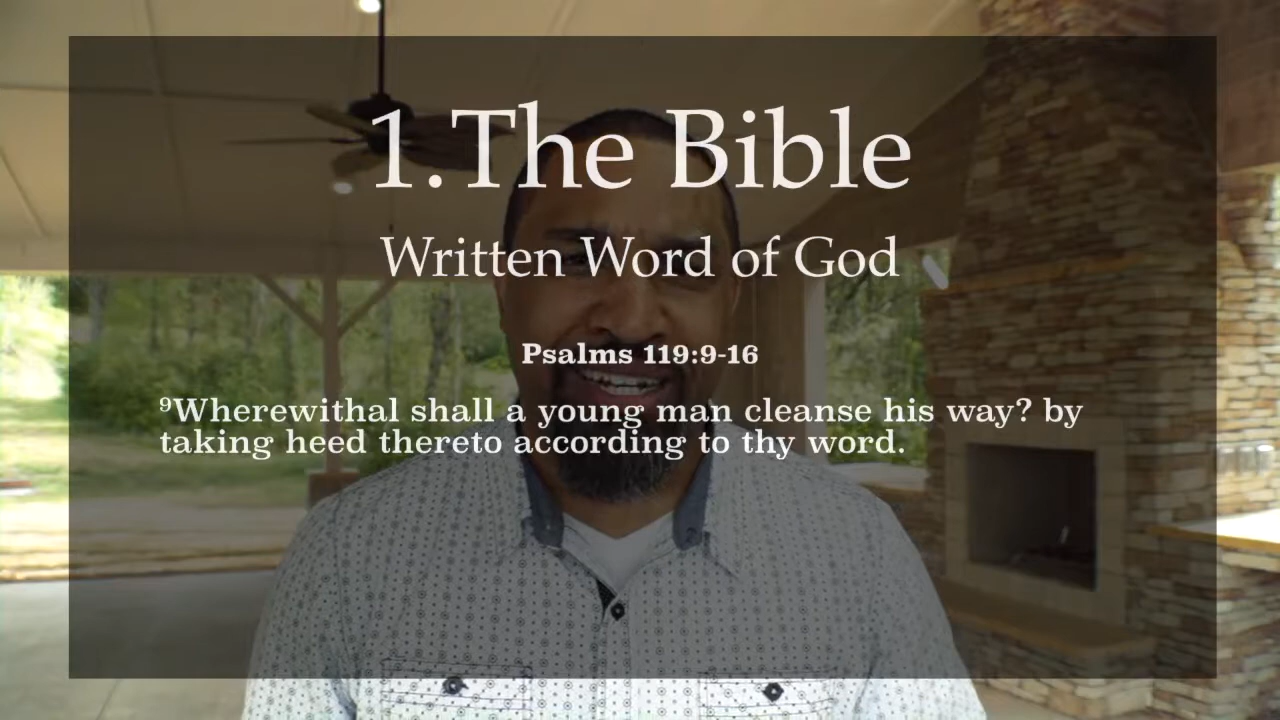 1.The Bible
Written Word of God
Psalms 119:9-16
⁹Wherewithal shall a young man cleanse his way? by
taking heed thereto according to thy word.